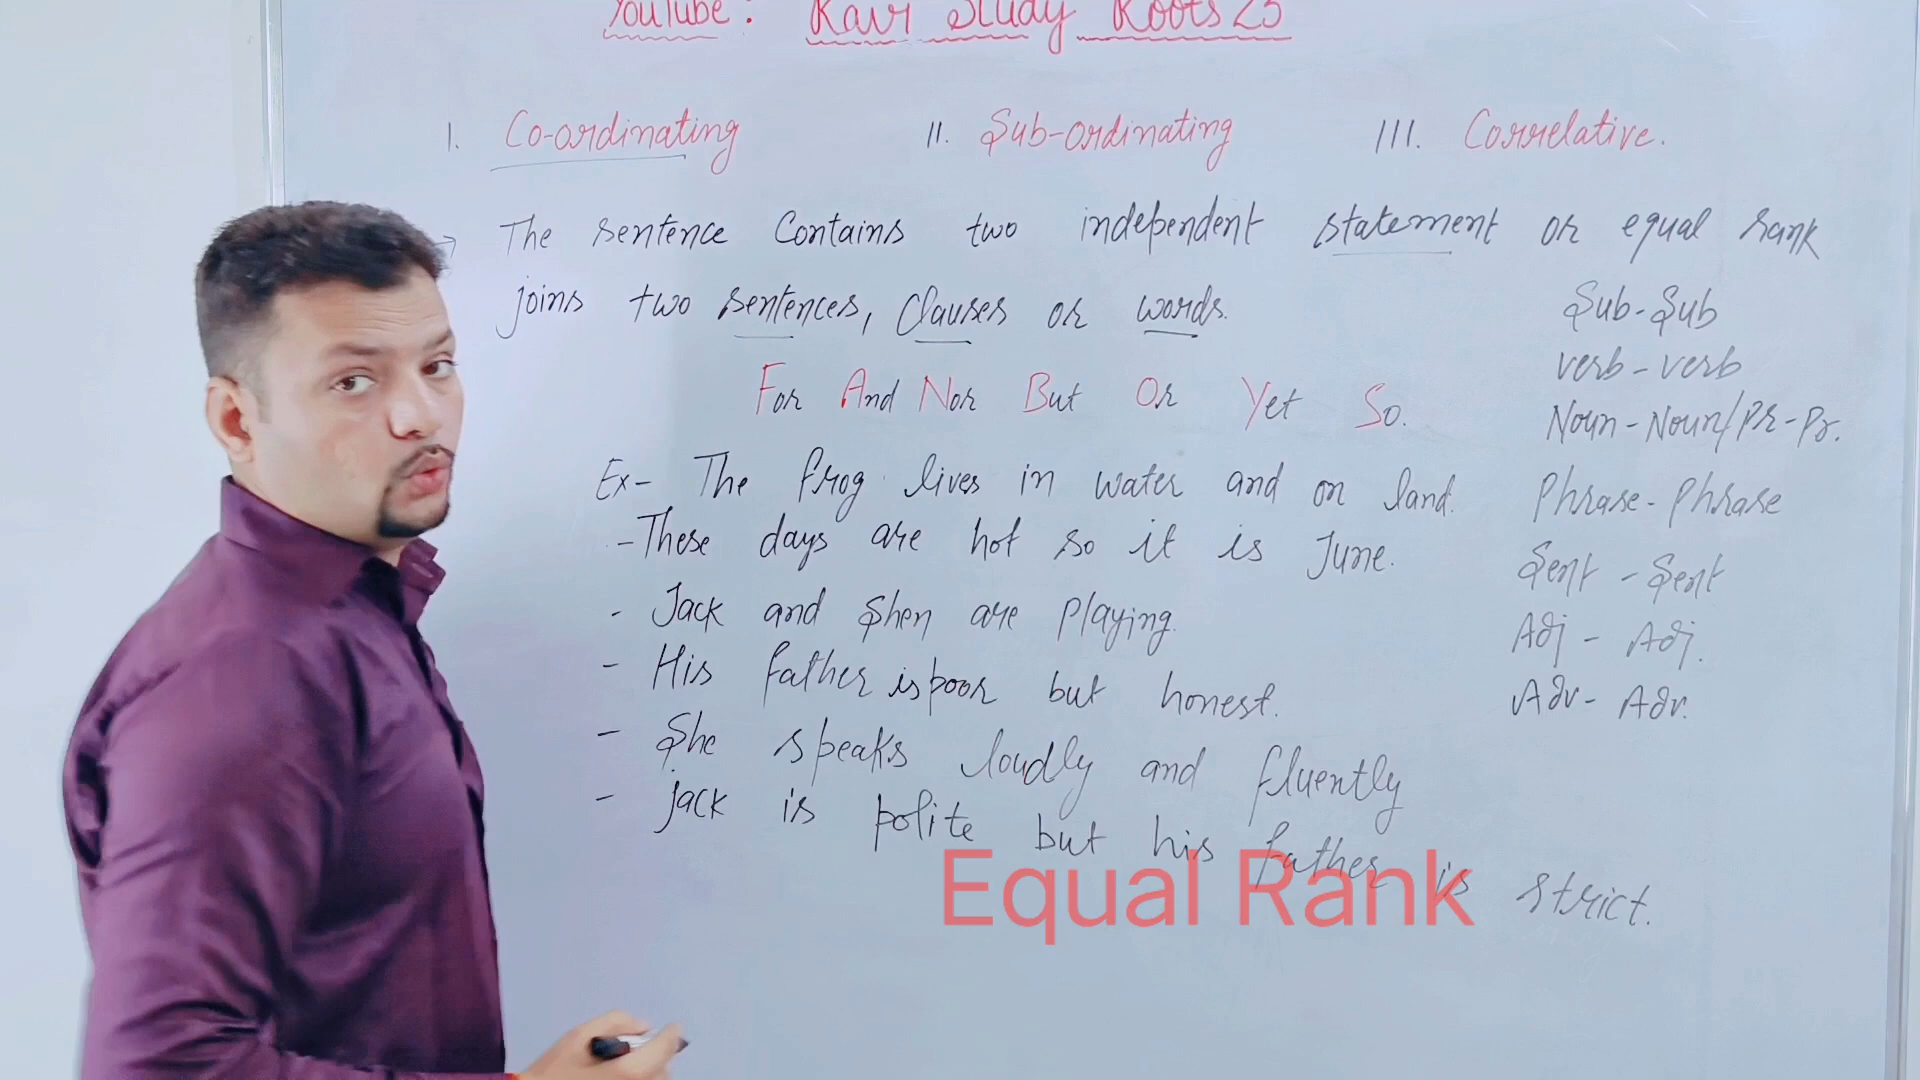 YouTube : Ravi Study Roots 25
I. Co-ordinating II. Sub-ordinating III. Correlative.
→ The sentence contains two independent statement or equal rank
joins two sentences, clauses or words.
For And Nor But Or Yet So.
Ex- The frog lives in water and on land.
- These days are hot so it is June.
- Jack and Shen are playing.
- His father is poor but honest.
- She speaks loudly and fluently
- jack is polite but his father is strict.
Sub - Sub
verb - verb
Noun - Noun/Pr - Pr.
Phrase - Phrase
Sent - Sent
Adj - Adj.
Adv - Adv.
Equal Rank